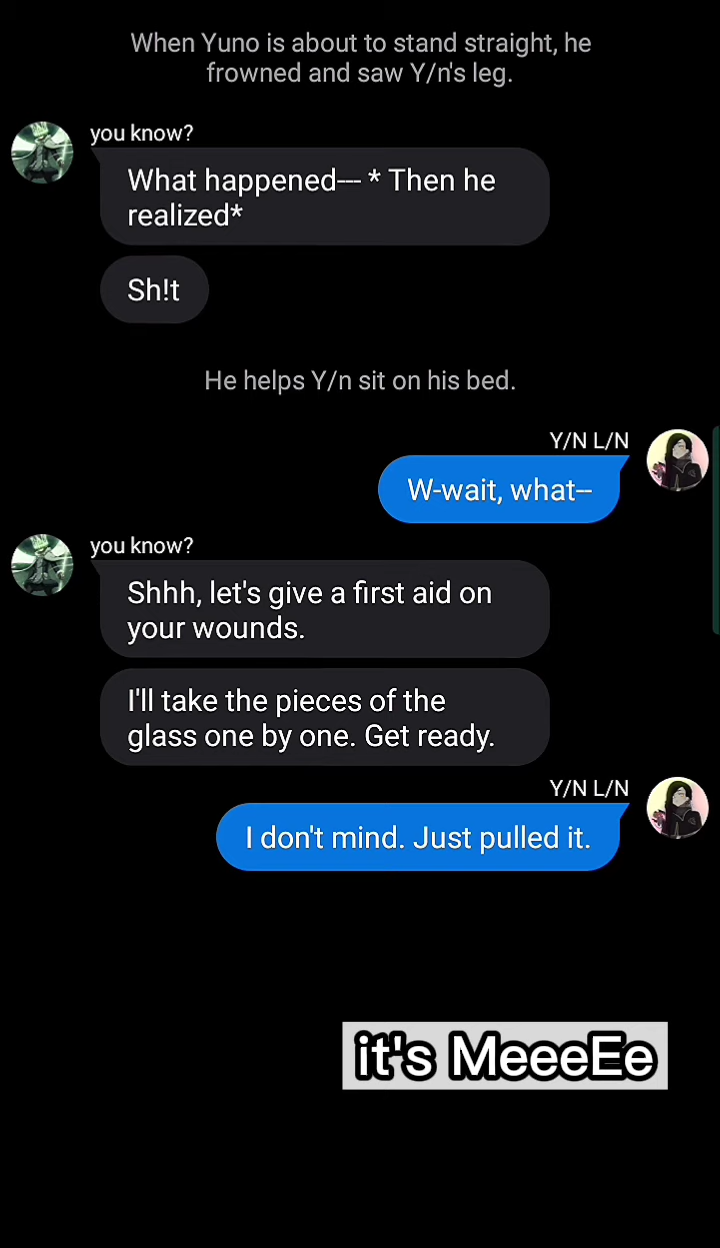 When Yuno is about to stand straight, he
frowned and saw Y/n's leg.
you know?
What happened--- * Then he
realized*
Sh!t
He helps Y/n sit on his bed.
Y/N L/N
W-wait, what--
you know?
Shhh, let's give a first aid on
your wounds.
I'll take the pieces of the
glass one by one. Get ready.
Y/N L/N
I don't mind. Just pulled it.
it's MeeeEe